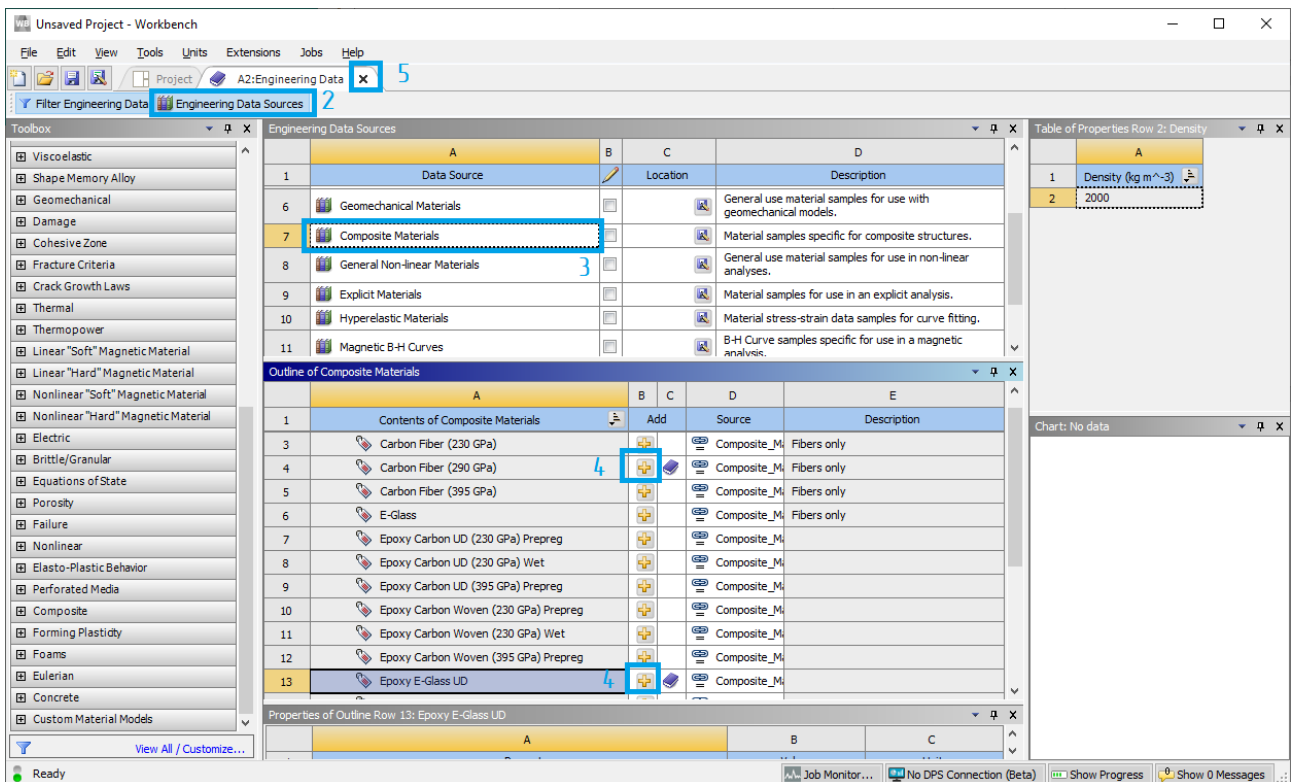 Unsaved Project - Workbench
File Edit View Tools Units Extensions Jobs Help
Project A2:Engineering Data 5
Filter Engineering Data Engineering Data Sources 2
Toolbox
Viscoelastic
Shape Memory Alloy
Geomechanical
Damage
Cohesive Zone
Fracture Criteria
Crack Growth Laws
Thermal
Thermopower
Linear "Soft" Magnetic Material
Linear "Hard" Magnetic Material
Nonlinear "Soft" Magnetic Material
Nonlinear "Hard" Magnetic Material
Electric
Brittle/Granular
Equations of State
Porosity
Failure
Nonlinear
Elasto-Plastic Behavior
Perforated Media
Composite
Forming Plasticity
Foams
Eulerian
Concrete
Custom Material Models
View All / Customize...
Engineering Data Sources
A B C D
1 Data Source Location Description
6 Geomechanical Materials General use material samples for use with
geomechanical models.
7 Composite Materials Material samples specific for composite structures.
3
8 General Non-linear Materials General use material samples for use in non-linear
analyses.
9 Explicit Materials Material samples for use in an explicit analysis.
10 Hyperelastic Materials Material stress-strain data samples for curve fitting.
11 Magnetic B-H Curves B-H Curve samples specific for use in a magnetic
analysis.
Outline of Composite Materials
A B C D E
1 Contents of Composite Materials Add Source Description
3 Carbon Fiber (230 GPa) Composite_Ma Fibers only
4 Carbon Fiber (290 GPa) 4 Composite_Ma Fibers only
5 Carbon Fiber (395 GPa) Composite_Ma Fibers only
6 E-Glass Composite_Ma Fibers only
7 Epoxy Carbon UD (230 GPa) Prepreg Composite_Ma
8 Epoxy Carbon UD (230 GPa) Wet Composite_Ma
9 Epoxy Carbon UD (395 GPa) Prepreg Composite_Ma
10 Epoxy Carbon Woven (230 GPa) Prepreg Composite_Ma
11 Epoxy Carbon Woven (230 GPa) Wet Composite_Ma
12 Epoxy Carbon Woven (395 GPa) Prepreg Composite_Ma
13 Epoxy E-Glass UD 4 Composite_Ma
Properties of Outline Row 13: Epoxy E-Glass UD
A B C
Table of Properties Row 2: Density
A
1 Density (kg m^-3)
2 2000
Chart: No data
Ready Job Monitor... No DPS Connection (Beta) Show Progress Show 0 Messages